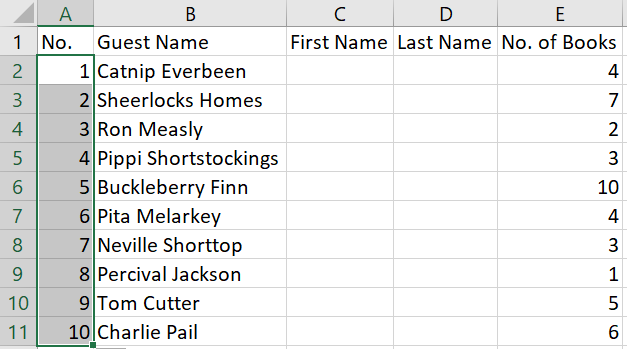 A B C D E
1 No. Guest Name First Name Last Name No. of Books
2 1 Catnip Everbeen 4
3 2 Sheerlocks Homes 7
4 3 Ron Measly 2
5 4 Pippi Shortstockings 3
6 5 Buckleberry Finn 10
7 6 Pita Melarkey 4
8 7 Neville Shorttop 3
9 8 Percival Jackson 1
10 9 Tom Cutter 5
11 10 Charlie Pail 6